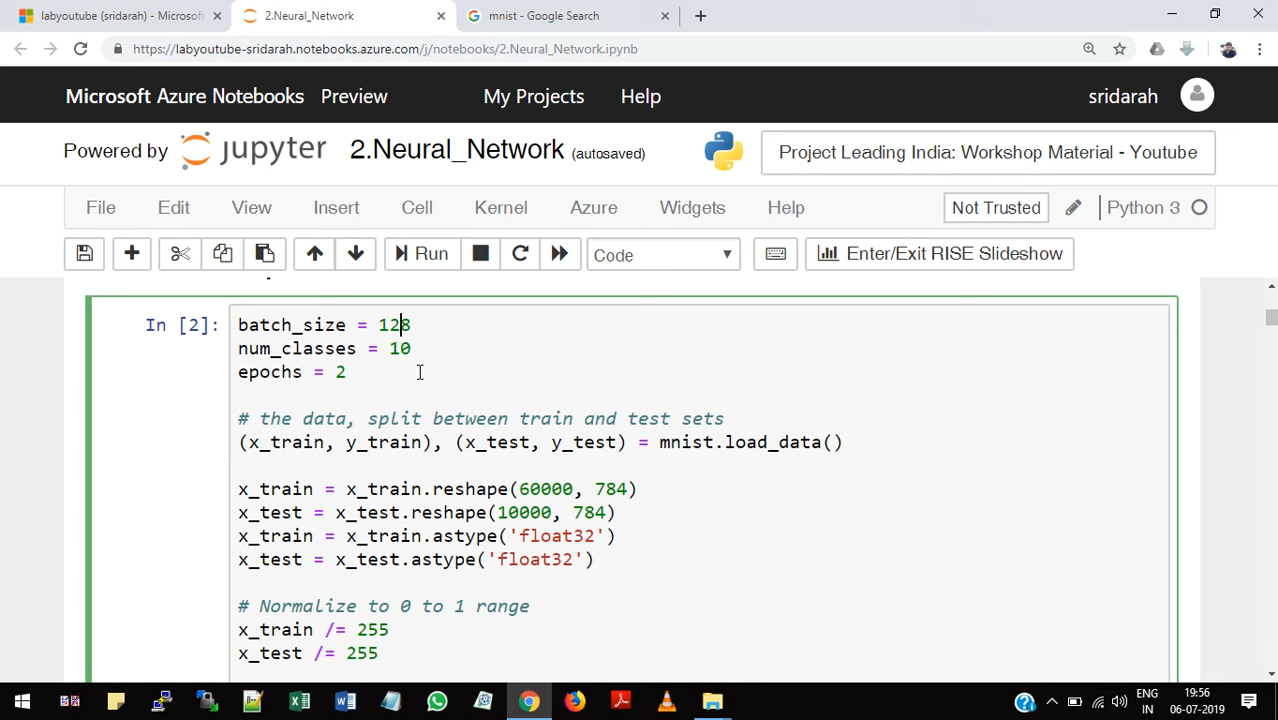 labyoutube (sridarah) - Microsoft
2.Neural_Network
mnist - Google Search
https://labyoutube-sridarah.notebooks.azure.com/j/notebooks/2.Neural_Network.ipynb
Microsoft Azure Notebooks Preview My Projects Help sridarah
Powered by jupyter 2.Neural_Network (autosaved) Project Leading India: Workshop Material - Youtube
File Edit View Insert Cell Kernel Azure Widgets Help Not Trusted Python 3
Run Code Enter/Exit RISE Slideshow
In [2]: batch_size = 128
num_classes = 10
epochs = 2
# the data, split between train and test sets
(x_train, y_train), (x_test, y_test) = mnist.load_data()
x_train = x_train.reshape(60000, 784)
x_test = x_test.reshape(10000, 784)
x_train = x_train.astype('float32')
x_test = x_test.astype('float32')
# Normalize to 0 to 1 range
x_train /= 255
x_test /= 255
ENG 19:56
IN 06-07-2019